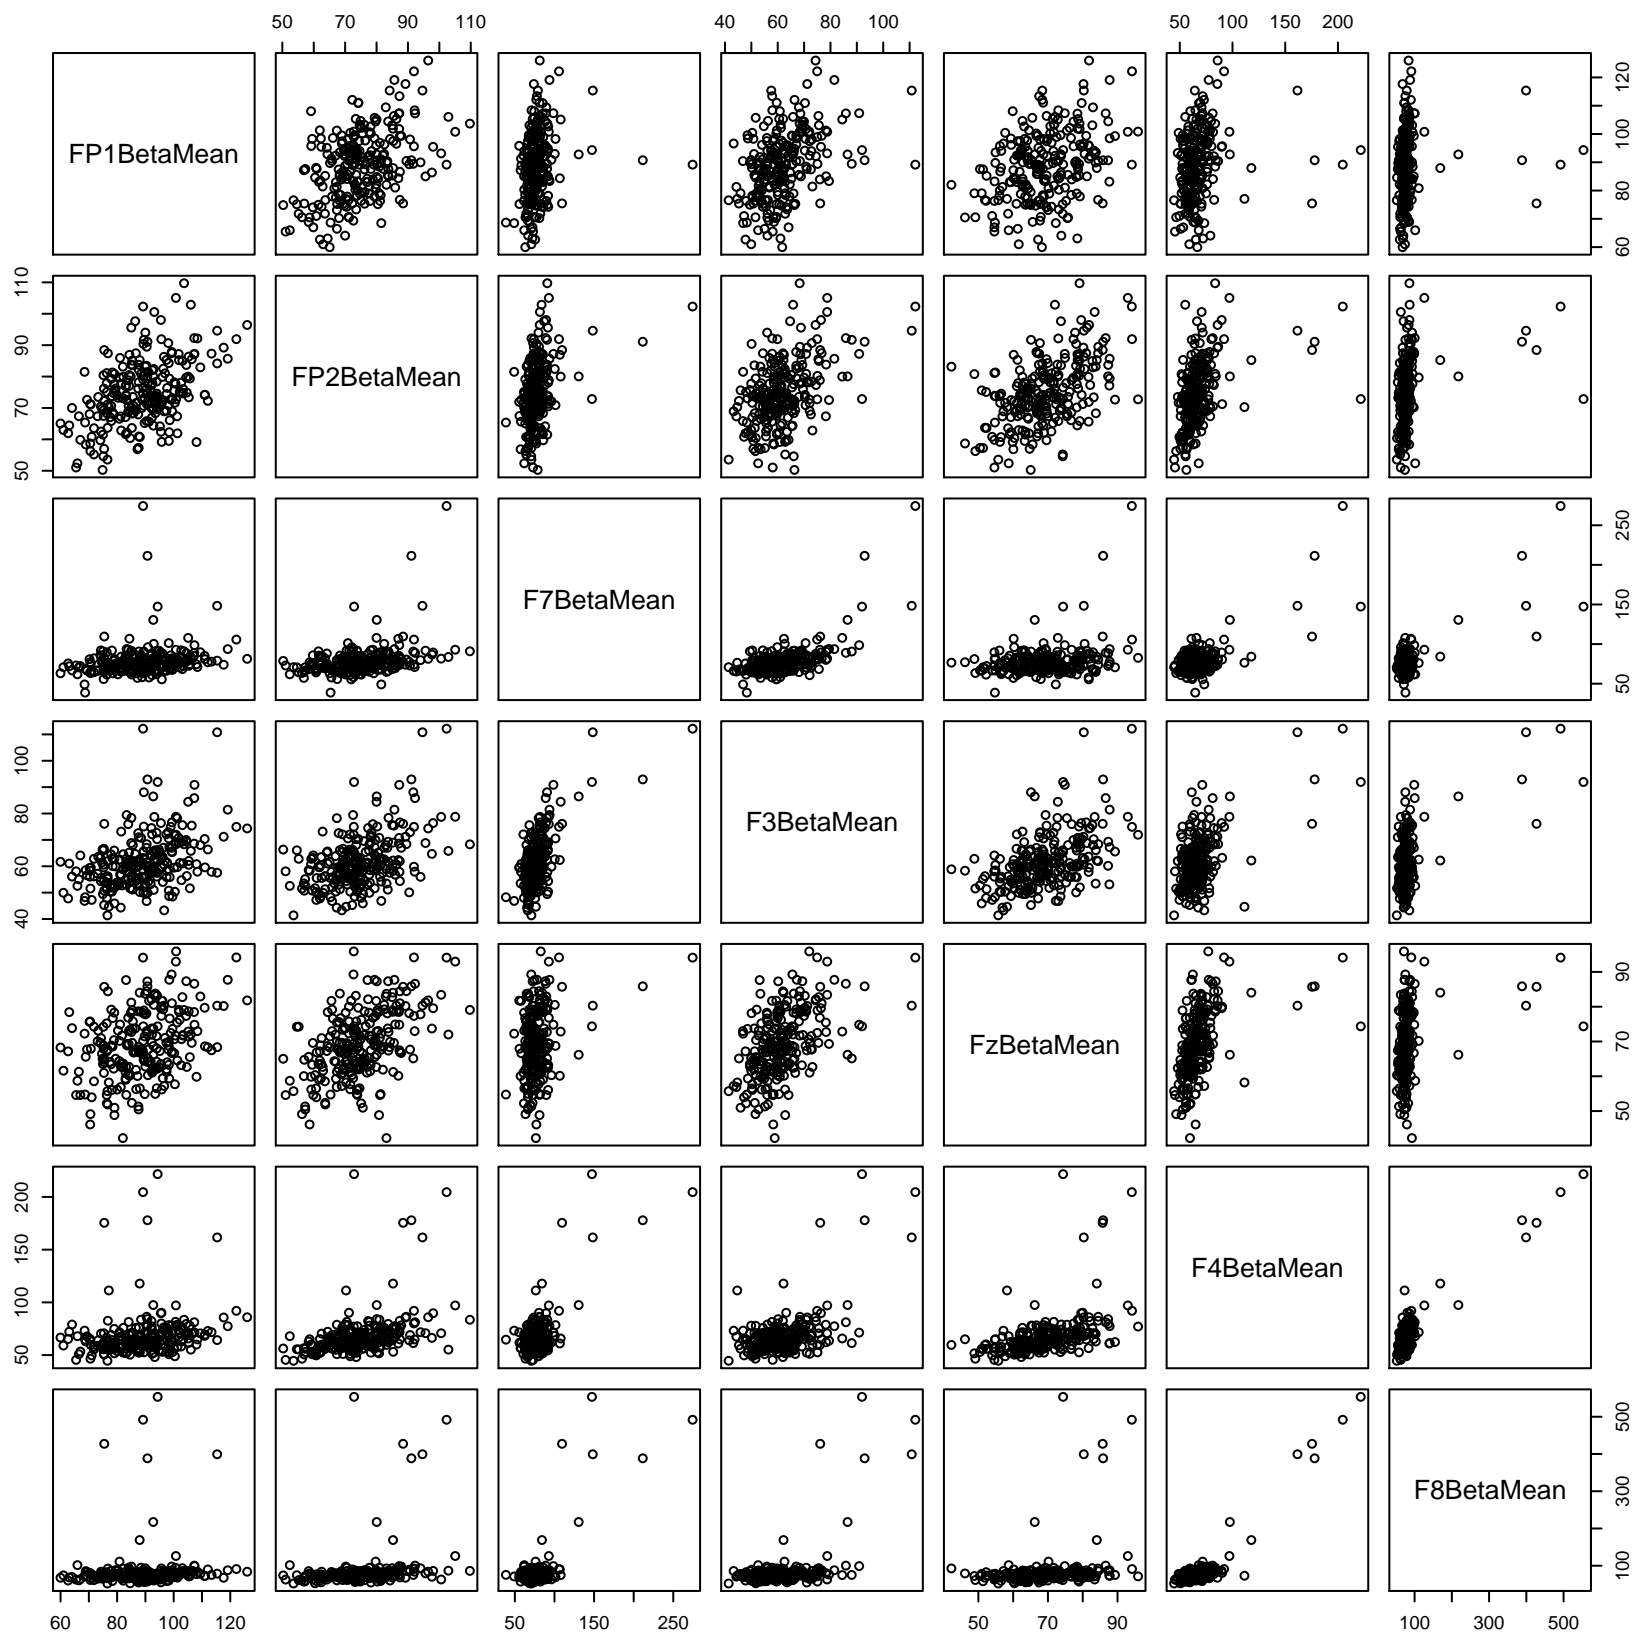 50 70 90 110 40 60 80 100 50 100 150 200
FP1BetaMean 60 80 100 120
50 70 90 110 FP2BetaMean
F7BetaMean 50 150 250
40 60 80 100 F3BetaMean
FzBetaMean 50 70 90
50 100 150 200 F4BetaMean
F8BetaMean 100 300 500
60 80 100 120 50 150 250 50 70 90 100 300 500